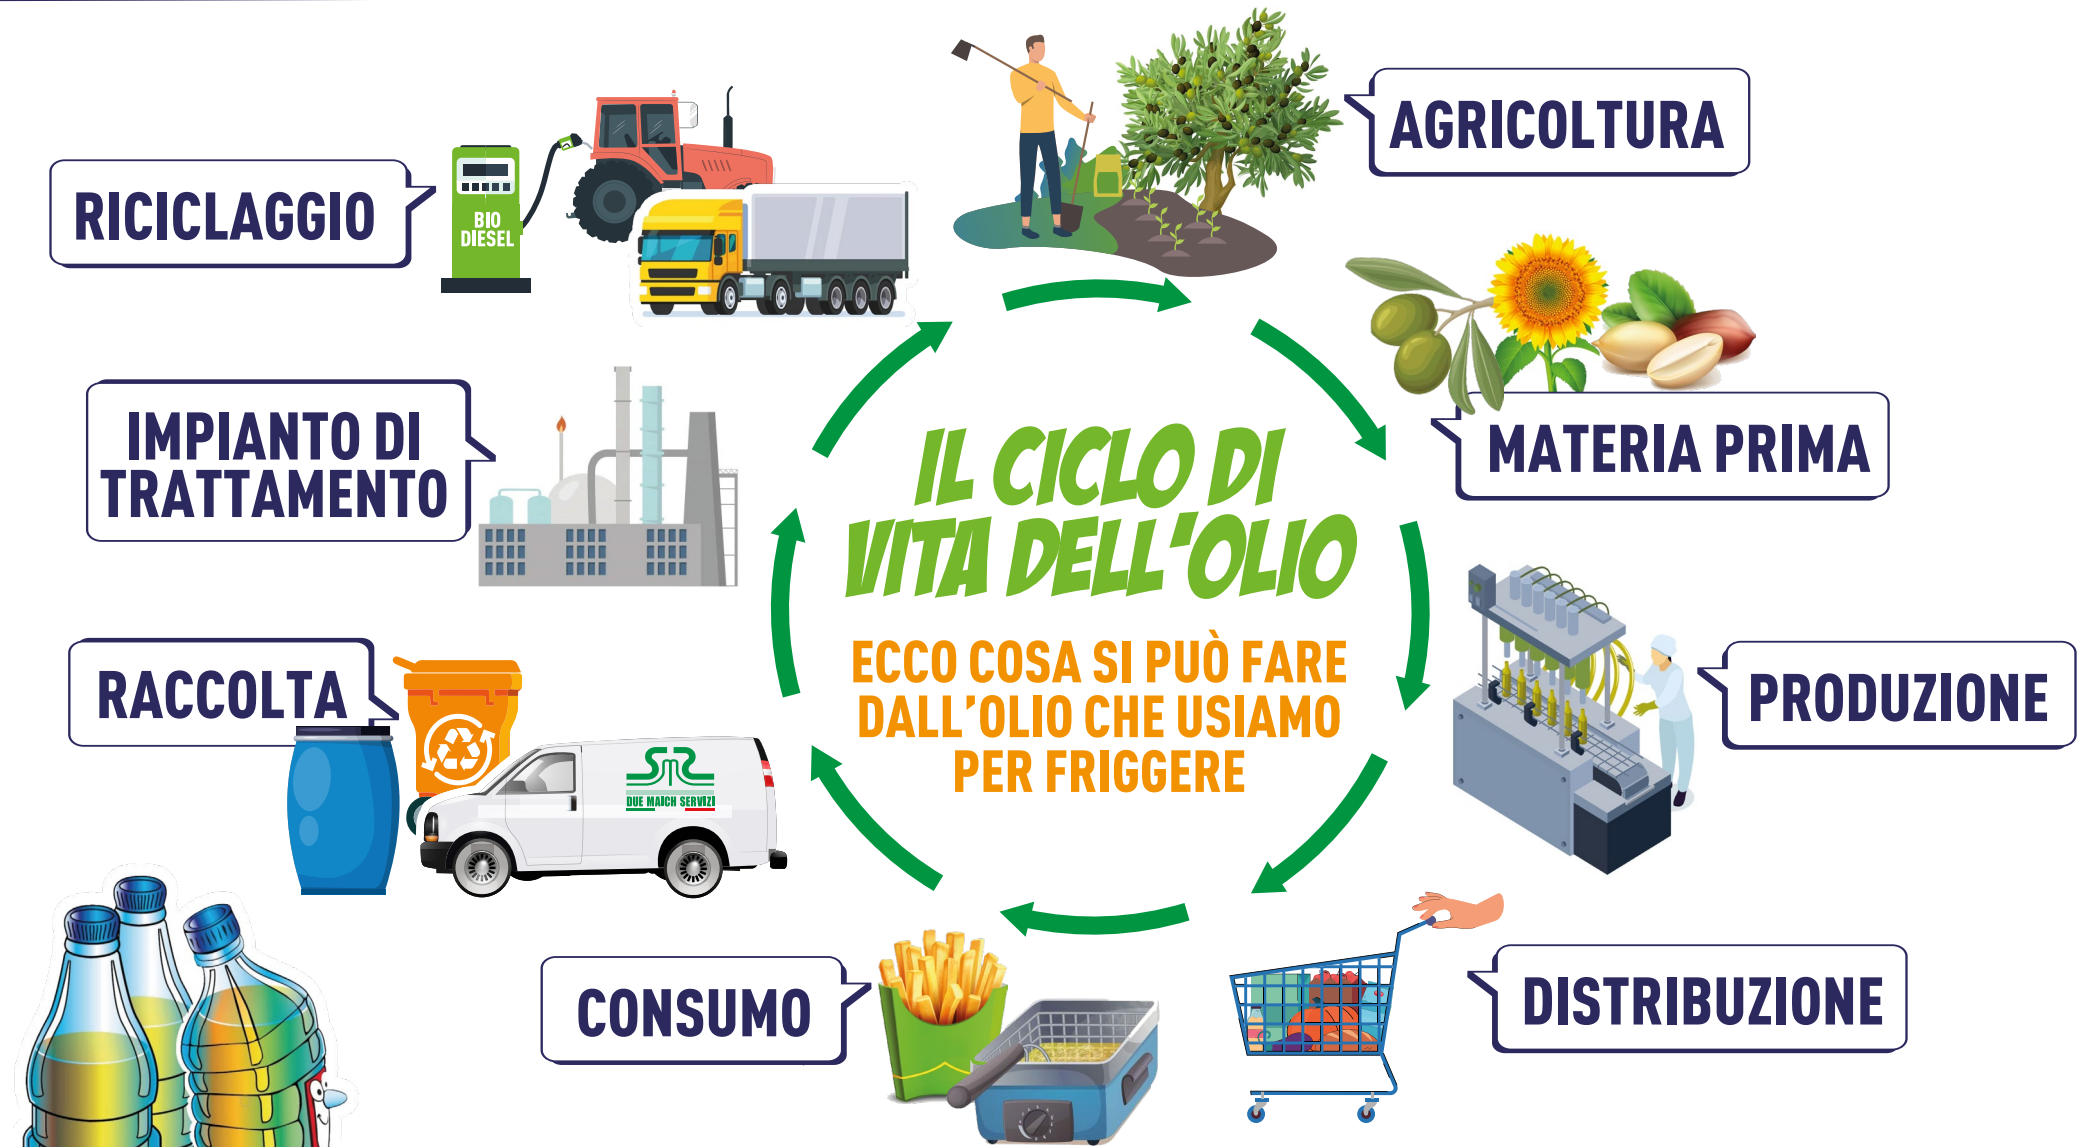 IL CICLO DI
VITA DELL'OLIO
ECCO COSA SI PUÒ FARE
DALL'OLIO CHE USIAMO
PER FRIGGERE
AGRICOLTURA
MATERIA PRIMA
PRODUZIONE
DISTRIBUZIONE
CONSUMO
RACCOLTA
DUE MAICH SERVIZI
IMPIANTO DI
TRATTAMENTO
RICICLAGGIO
BIO
DIESEL